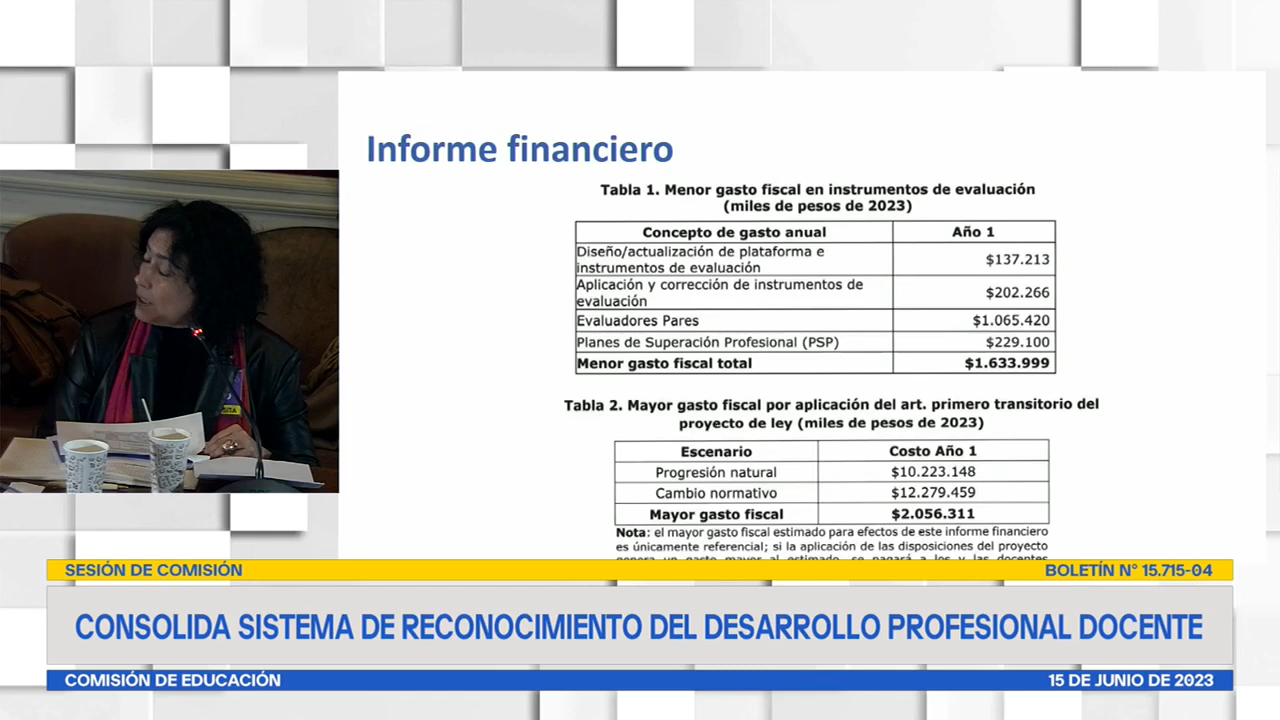 Informe financiero
Tabla 1. Menor gasto fiscal en instrumentos de evaluación
(miles de pesos de 2023)
Concepto de gasto anual Año 1
Diseño/actualización de plataforma e
instrumentos de evaluación $137.213
Aplicación y corrección de instrumentos de
evaluación $202.266
Evaluadores Pares $1.065.420
Planes de Superación Profesional (PSP) $229.100
Menor gasto fiscal total $1.633.999
Tabla 2. Mayor gasto fiscal por aplicación del art. primero transitorio del
proyecto de ley (miles de pesos de 2023)
Escenario Costo Año 1
Progresión natural $10.223.148
Cambio normativo $12.279.459
Mayor gasto fiscal $2.056.311
Nota: el mayor gasto fiscal estimado para efectos de este informe financiero
es únicamente referencial; si la aplicación de las disposiciones del proyecto
SESIÓN DE COMISIÓN BOLETÍN N° 15.715-04
CONSOLIDA SISTEMA DE RECONOCIMIENTO DEL DESARROLLO PROFESIONAL DOCENTE
COMISIÓN DE EDUCACIÓN 15 DE JUNIO DE 2023